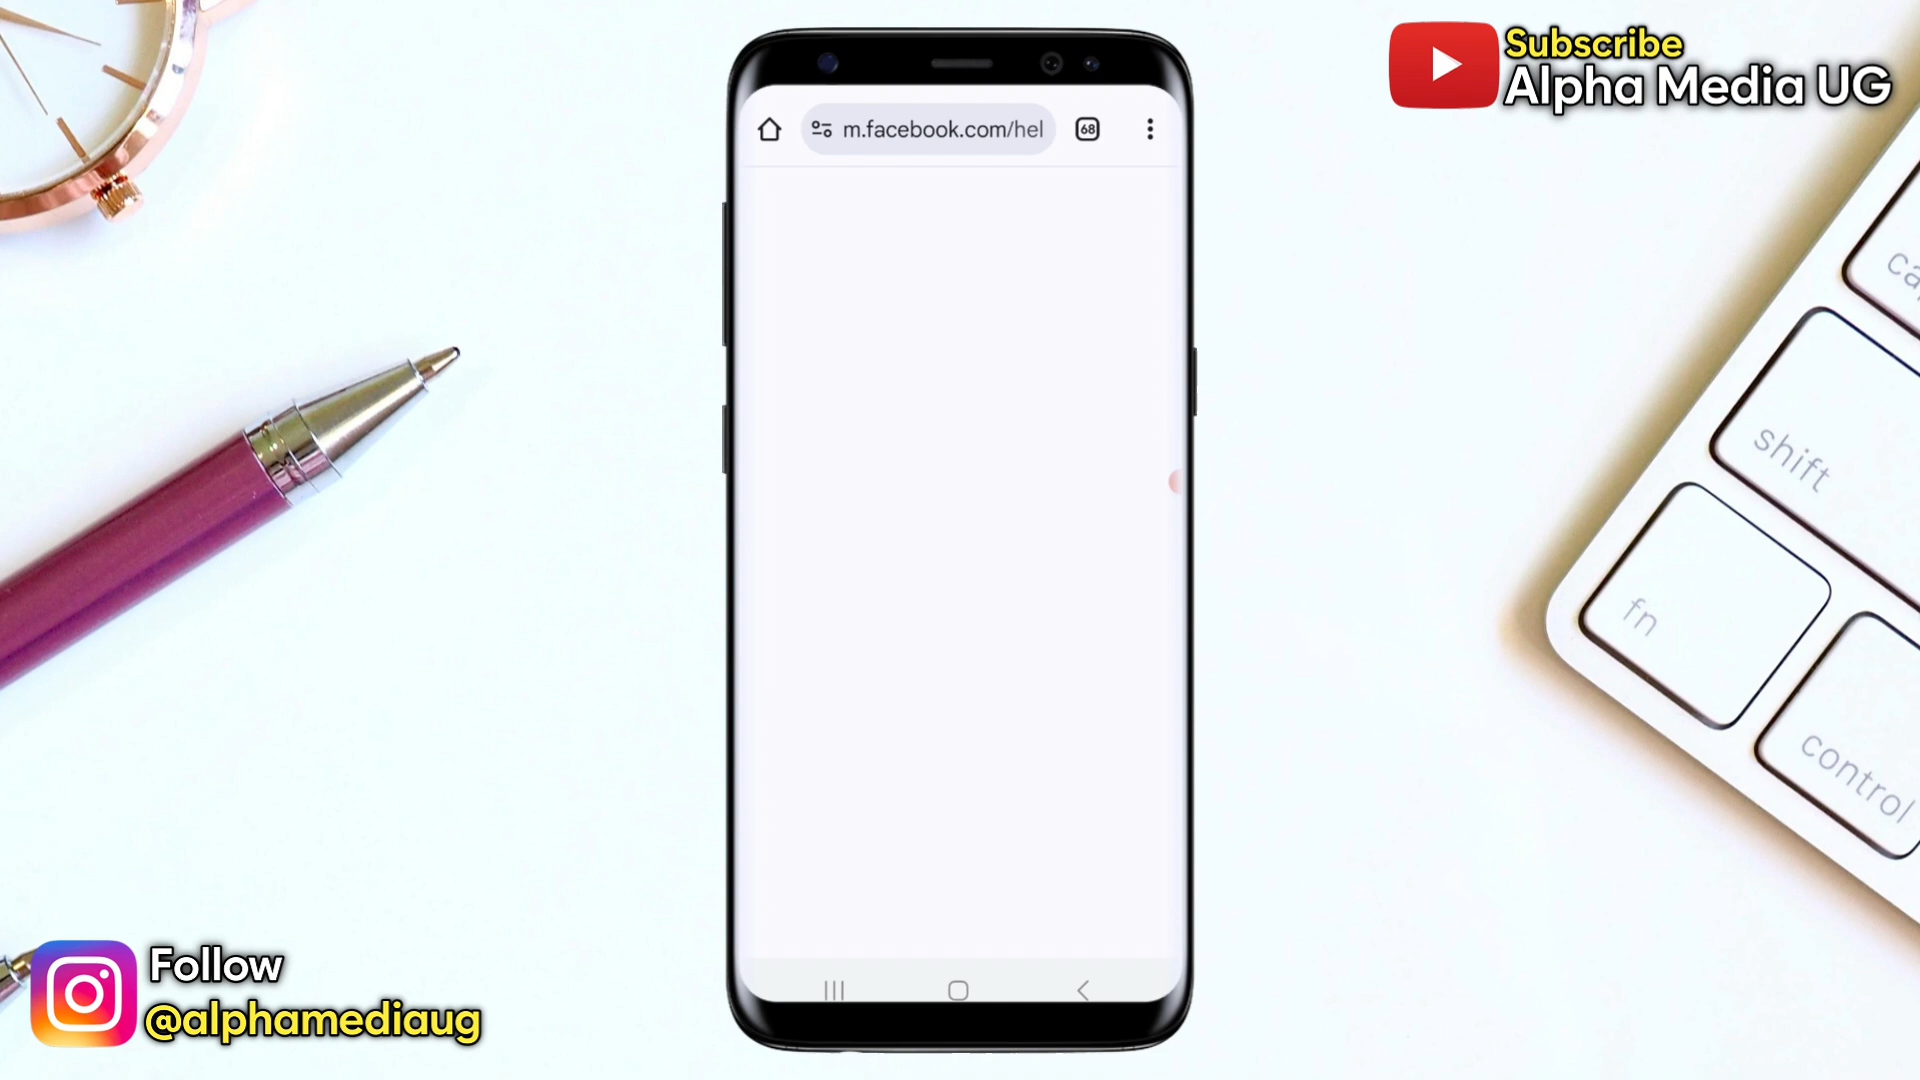 Subscribe
Alpha Media UG
m.facebook.com/hel
68
shift
fn
control
Follow
@alphamediaug